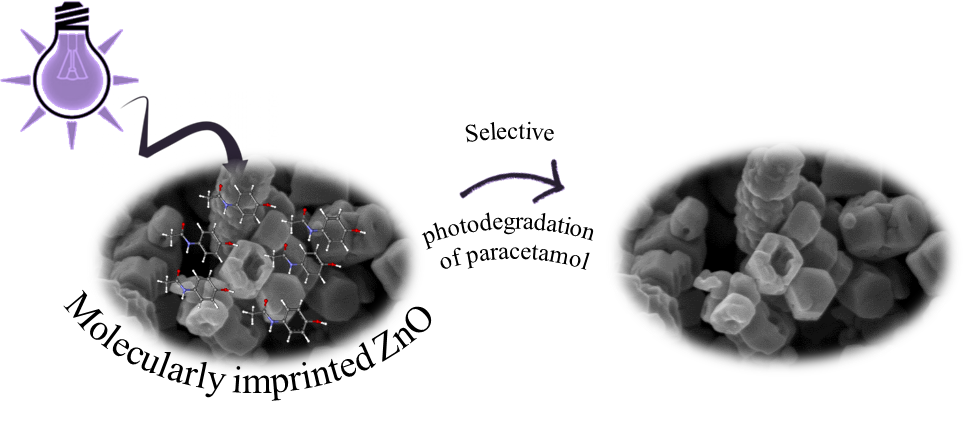 Selective
photodegradation
of paracetamol
Molecularly imprinted ZnO